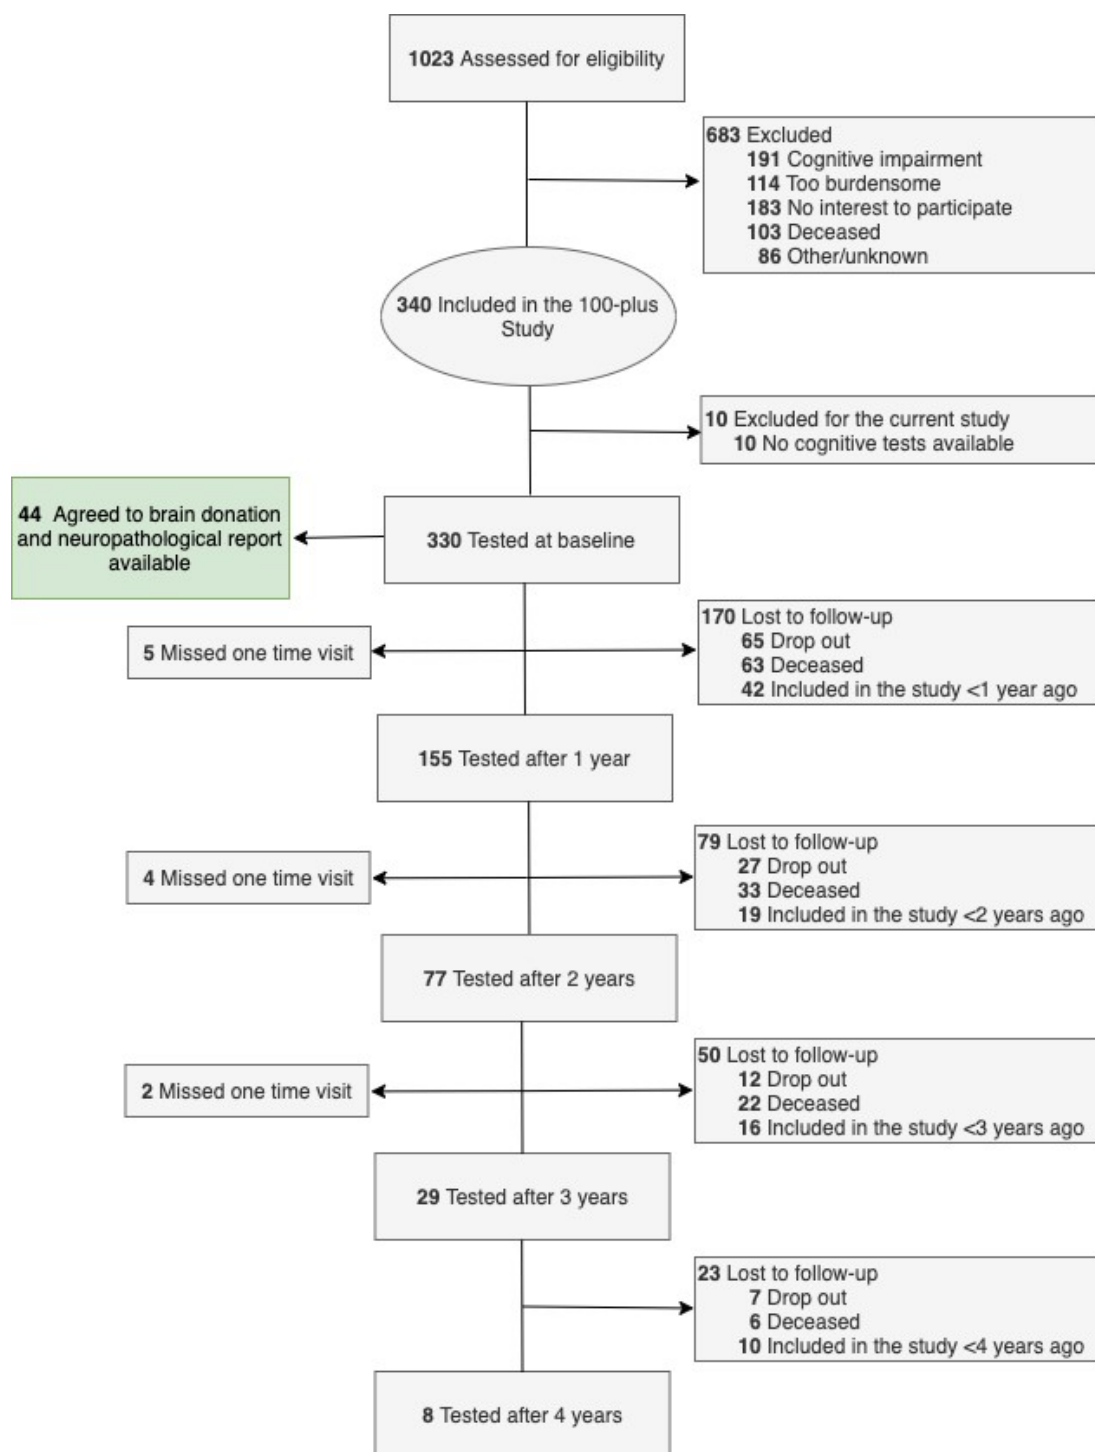 1023 Assessed for eligibility
683 Excluded
191 Cognitive impairment
114 Too burdensome
183 No interest to participate
103 Deceased
86 Other/unknown
340 Included in the 100-plus
Study
10 Excluded for the current study
10 No cognitive tests available
44 Agreed to brain donation
and neuropathological report
available
330 Tested at baseline
5 Missed one time visit
170 Lost to follow-up
65 Drop out
63 Deceased
42 Included in the study <1 year ago
155 Tested after 1 year
4 Missed one time visit
79 Lost to follow-up
27 Drop out
33 Deceased
19 Included in the study <2 years ago
77 Tested after 2 years
2 Missed one time visit
50 Lost to follow-up
12 Drop out
22 Deceased
16 Included in the study <3 years ago
29 Tested after 3 years
23 Lost to follow-up
7 Drop out
6 Deceased
10 Included in the study <4 years ago
8 Tested after 4 years